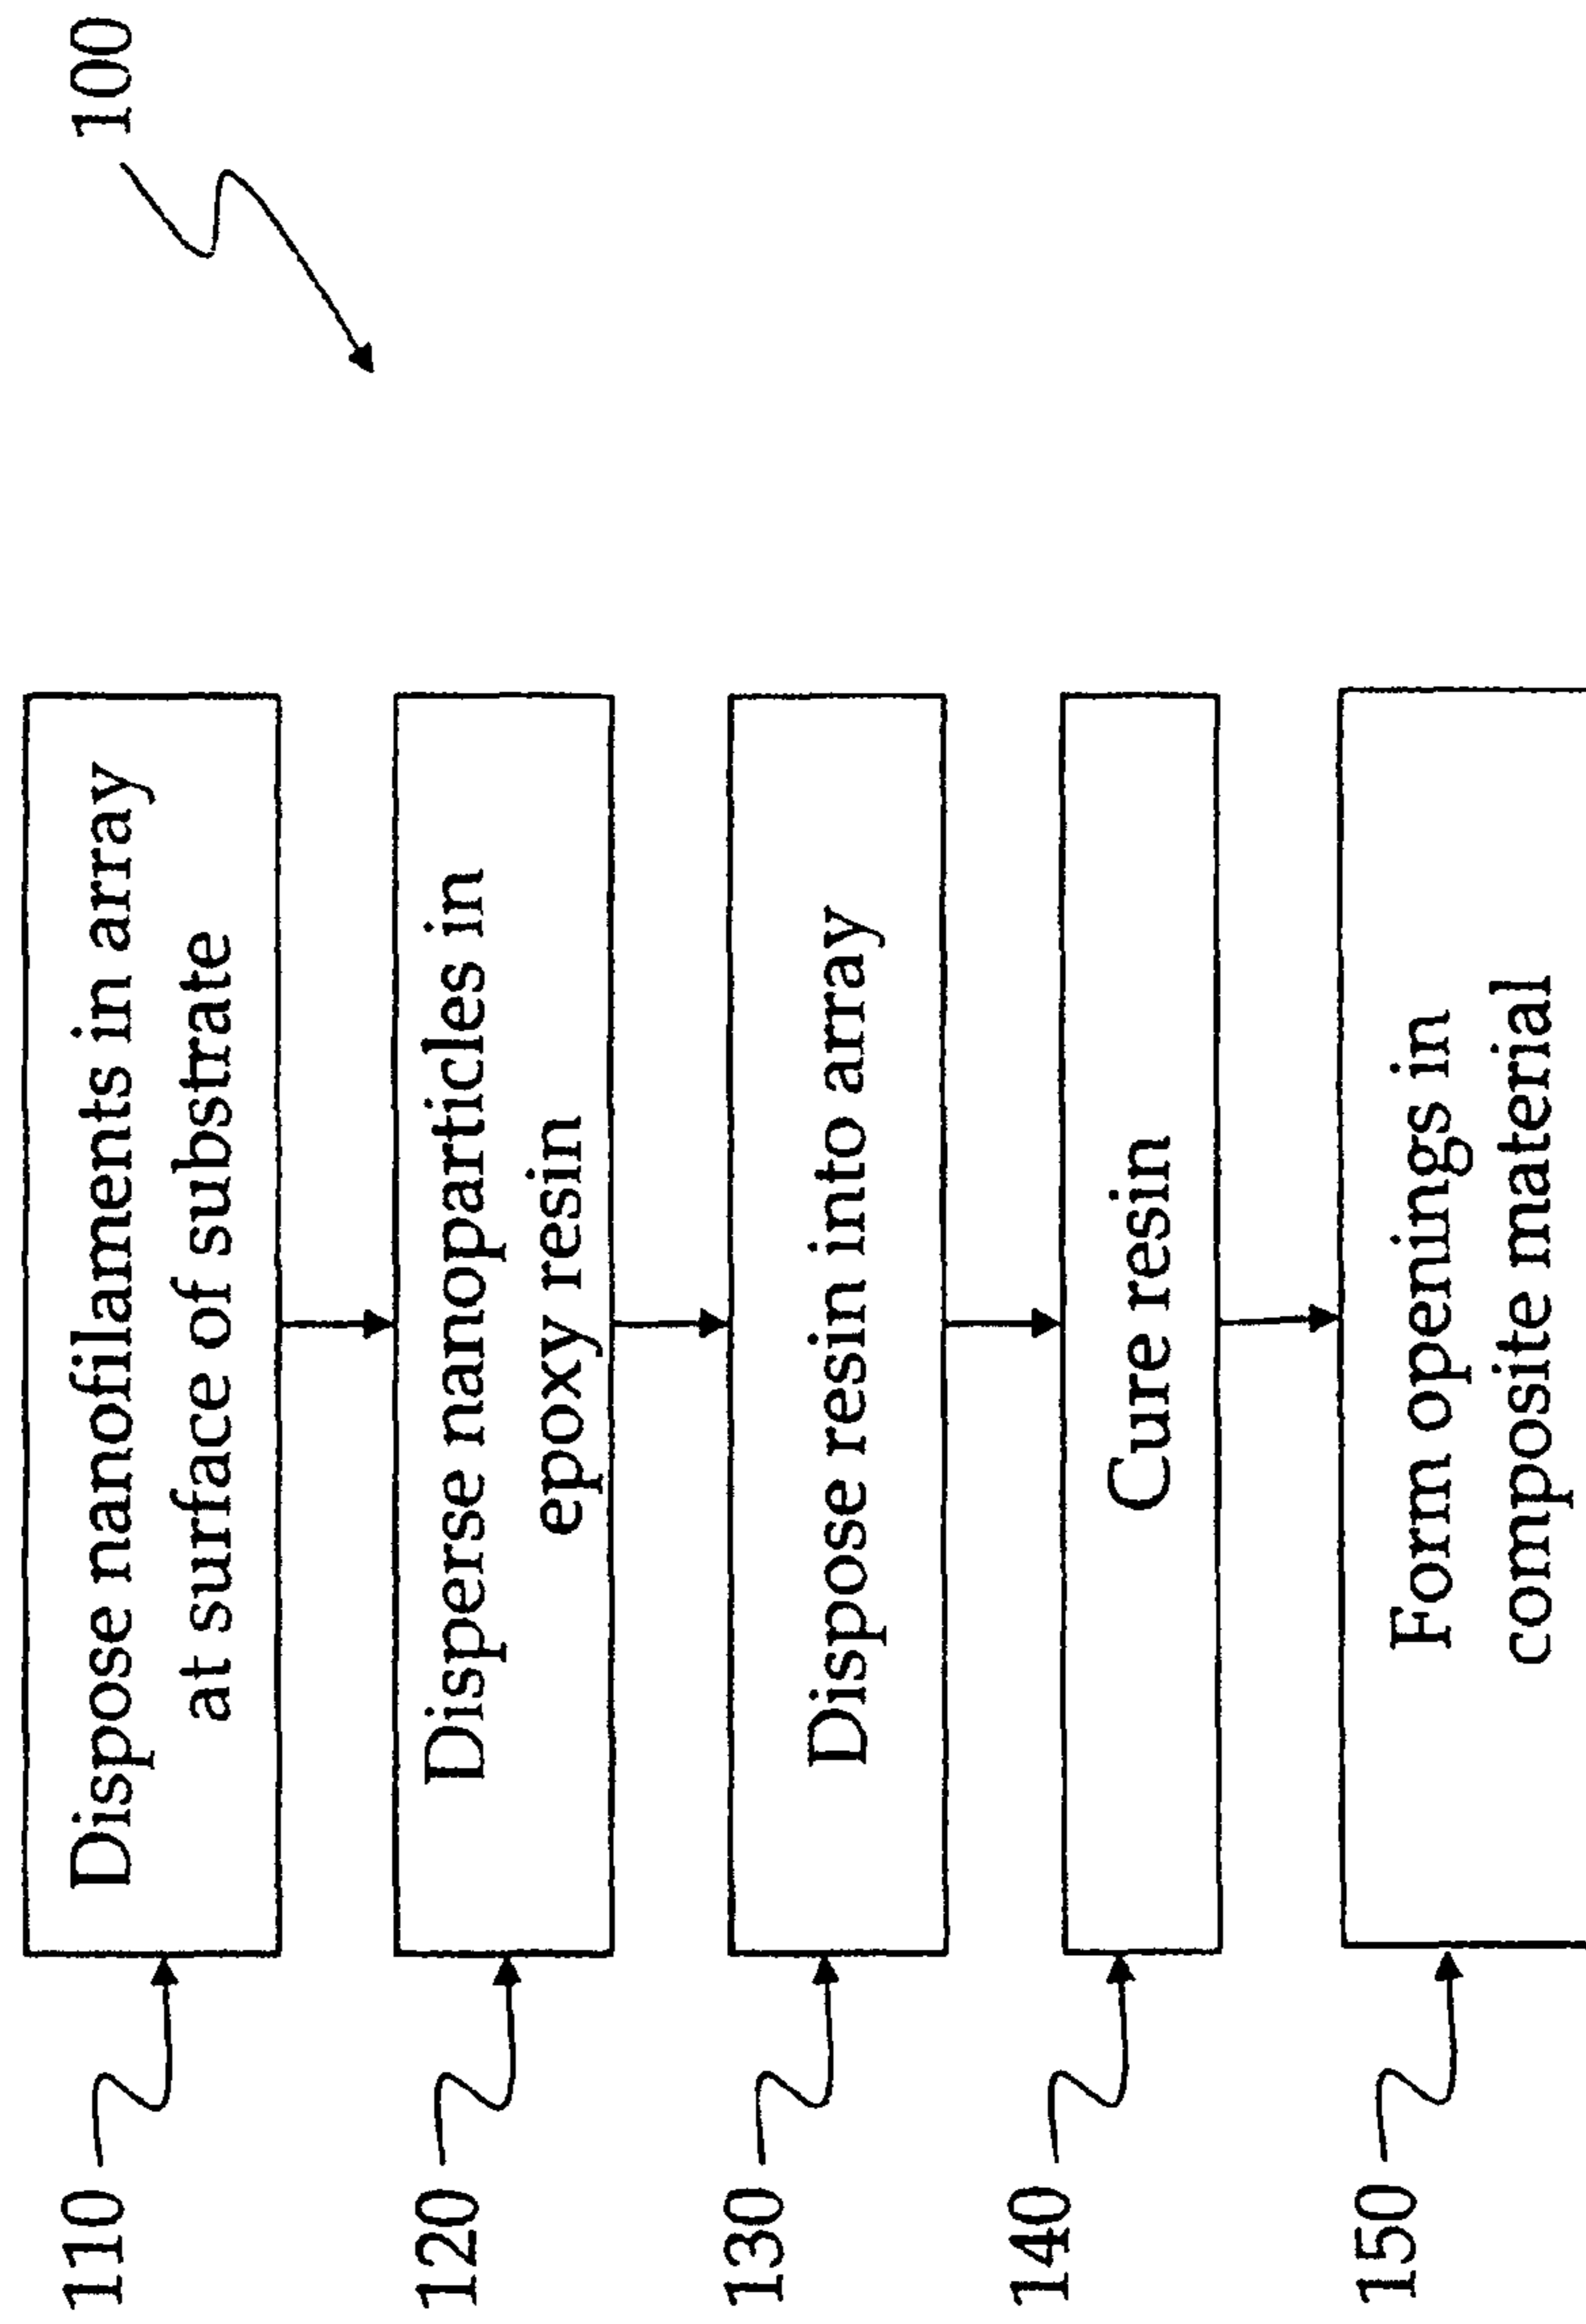 100
110
Dispose nanofilaments in array
at surface of substrate
120
Disperse nanoparticles in
epoxy resin
130
Dispose resin into array
140
Cure resin
150
Form openings in
composite material